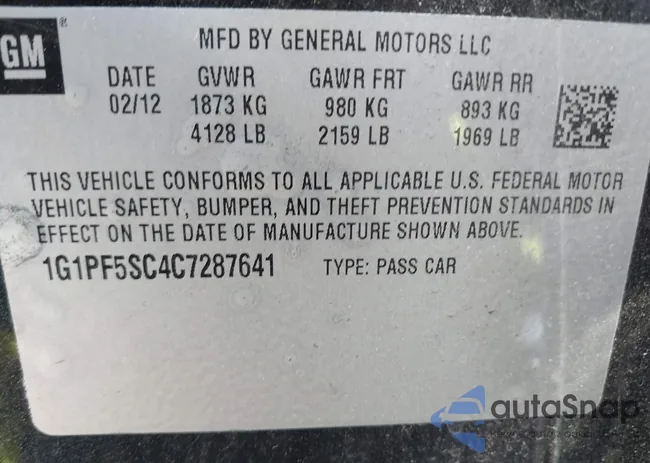 GM®
MFD BY GENERAL MOTORS LLC
DATE GVWR GAWR FRT GAWR RR
02/12 1873 KG 980 KG 893 KG
4128 LB 2159 LB 1969 LB
THIS VEHICLE CONFORMS TO ALL APPLICABLE U.S. FEDERAL MOTOR
VEHICLE SAFETY, BUMPER, AND THEFT PREVENTION STANDARDS IN
EFFECT ON THE DATE OF MANUFACTURE SHOWN ABOVE.
1G1PF5SC4C7287641 TYPE: PASS CAR
autoSnap